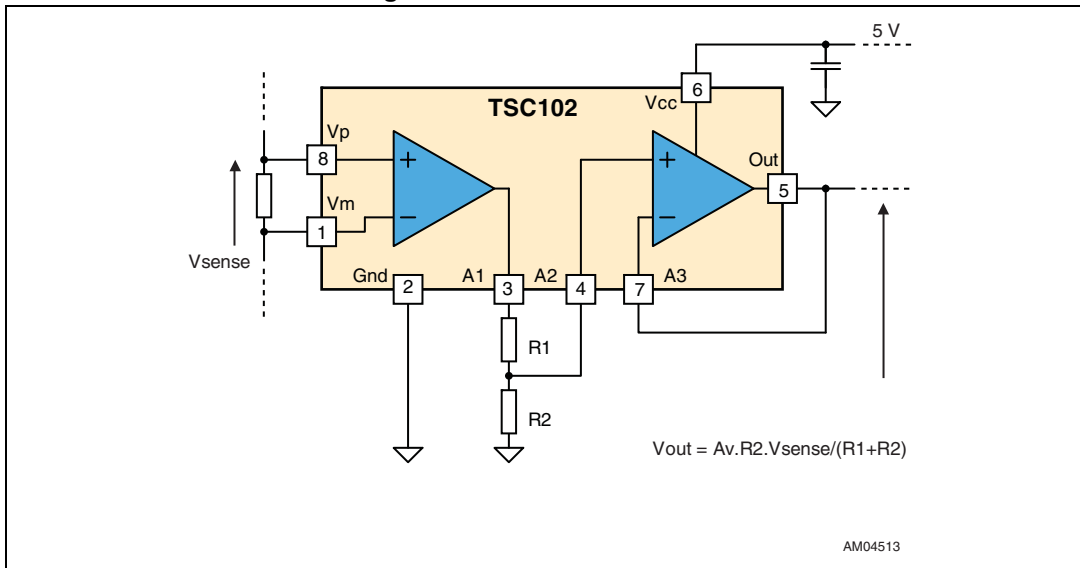 5 V
6
Vcc
TSC102
Vp
8
+
+
Out
5
Vm
−
−
1
Vsense
Gnd
A1
A2
A3
2
3
4
7
R1
R2
Vout = Av.R2.Vsense/(R1+R2)
AM04513